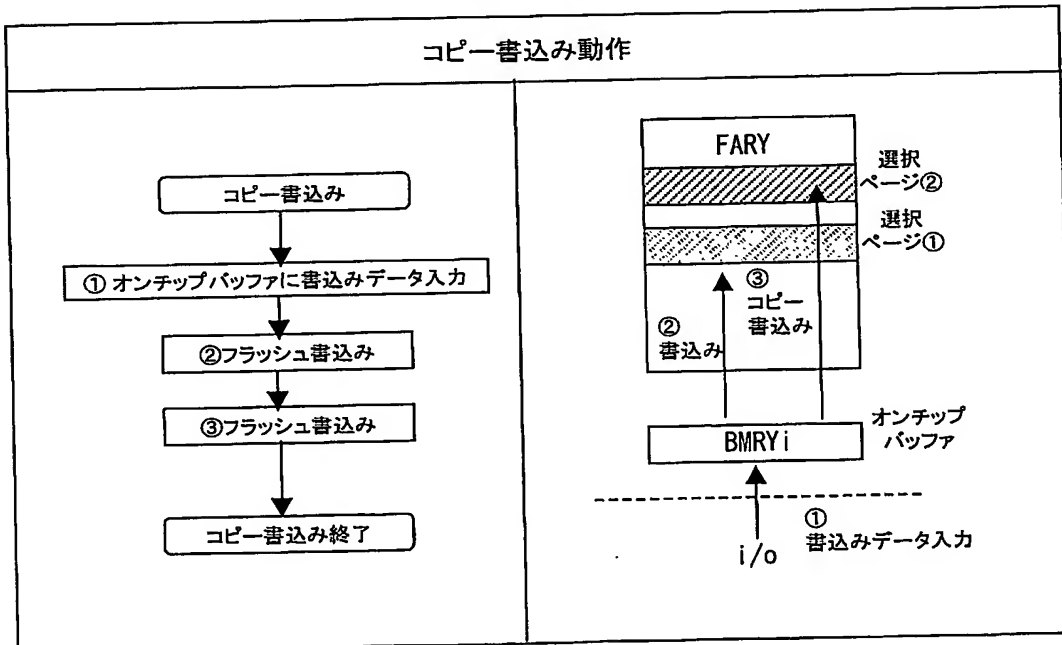 コピー書込み動作
コピー書込み
① オンチップバッファに書込みデータ入力
②フラッシュ書込み
③フラッシュ書込み
コピー書込み終了
FARY
選択
ページ②
選択
ページ①
③
コピー
書込み
②
書込み
オンチップ
バッファ
BMRYi
①
書込みデータ入力
i/o